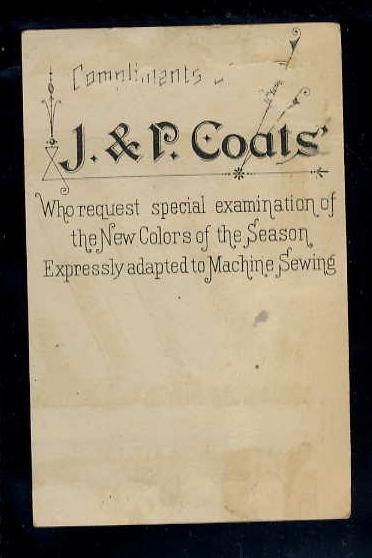 Compliments
J. & P. Coats'
Who request special examination of
the New Colors of the Season
Expressly adapted to Machine Sewing